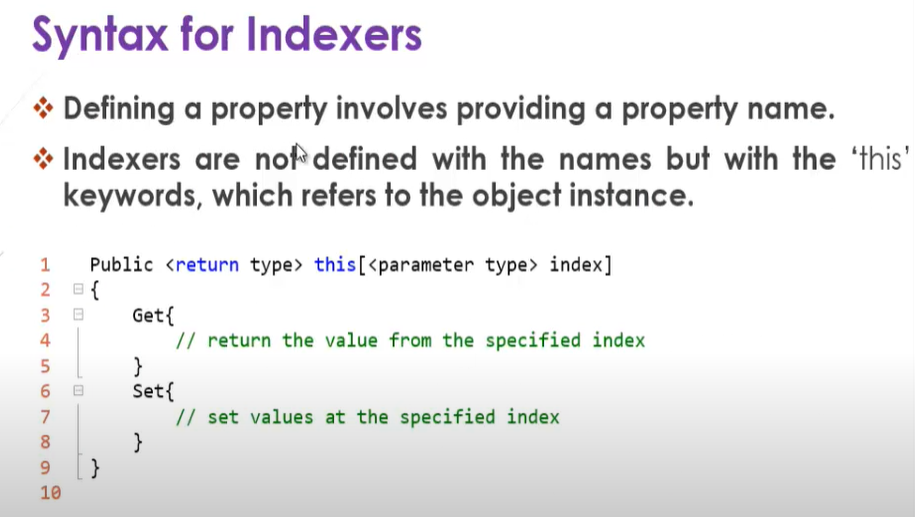 Syntax for Indexers
Defining a property involves providing a property name.
Indexers are not defined with the names but with the ‘this’
keywords, which refers to the object instance.
1 Public <return type> this[<parameter type> index]
2 {
3 Get{
4 // return the value from the specified index
5 }
6 Set{
7 // set values at the specified index
8 }
9 }
10